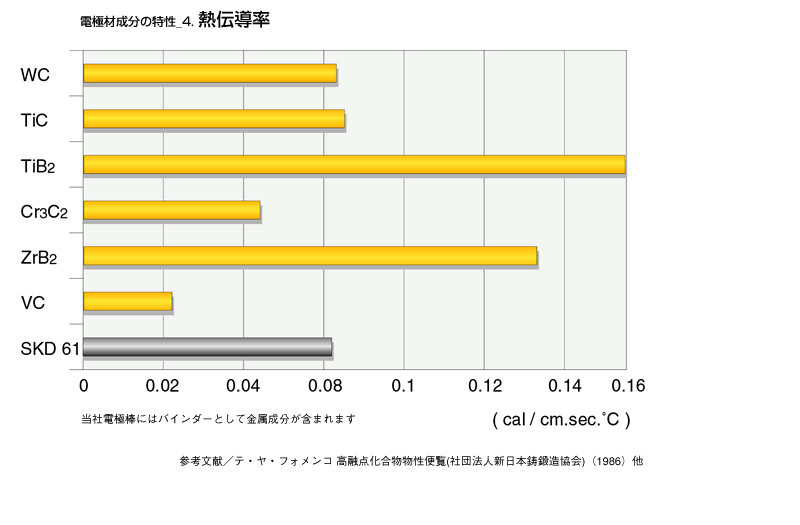 電極材成分の特性_4. 熱伝導率
WC
TiC
TiB2
Cr3C2
ZrB2
VC
SKD 61
0 0.02 0.04 0.08 0.1 0.12 0.14 0.16
当社電極棒にはバインダーとして金属成分が含まれます
( cal / cm.sec.°C )
参考文献／テ・ヤ・フォメンコ 高融点化合物物性便覧(社団法人新日本鋳鍛造協会)（1986）他